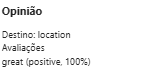 Opinião
Destino: location
Avaliações
great (positive, 100%)